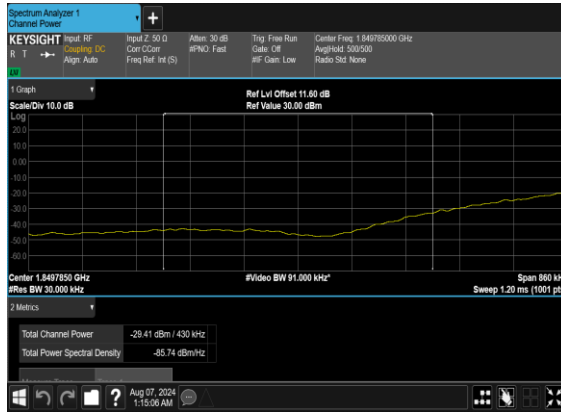 Spectrum Analyzer 1
Channel Power
+
KEYSIGHT
R T
LXI
Input: RF
Coupling: DC
Align: Auto
Input Z: 50 Ω
Corr CCorr
Freq Ref: Int (S)
Atten: 30 dB
#PNO: Fast
Trig: Free Run
Gate: Off
#IF Gain: Low
Center Freq: 1.849785000 GHz
Avg|Hold: 500/500
Radio Std: None
1 Graph
Scale/Div 10.0 dB
Ref Lvl Offset 11.60 dB
Ref Value 30.00 dBm
Log
20.0
10.0
0.00
-10.0
-20.0
-30.0
-40.0
-50.0
-60.0
Center 1.8497850 GHz
#Res BW 30.000 kHz
#Video BW 91.000 kHz*
Span 860 kH
Sweep 1.20 ms (1001 pt
2 Metrics
Total Channel Power -29.41 dBm / 430 kHz
Total Power Spectral Density -85.74 dBm/Hz
?
Aug 07, 2024
1:15:06 AM